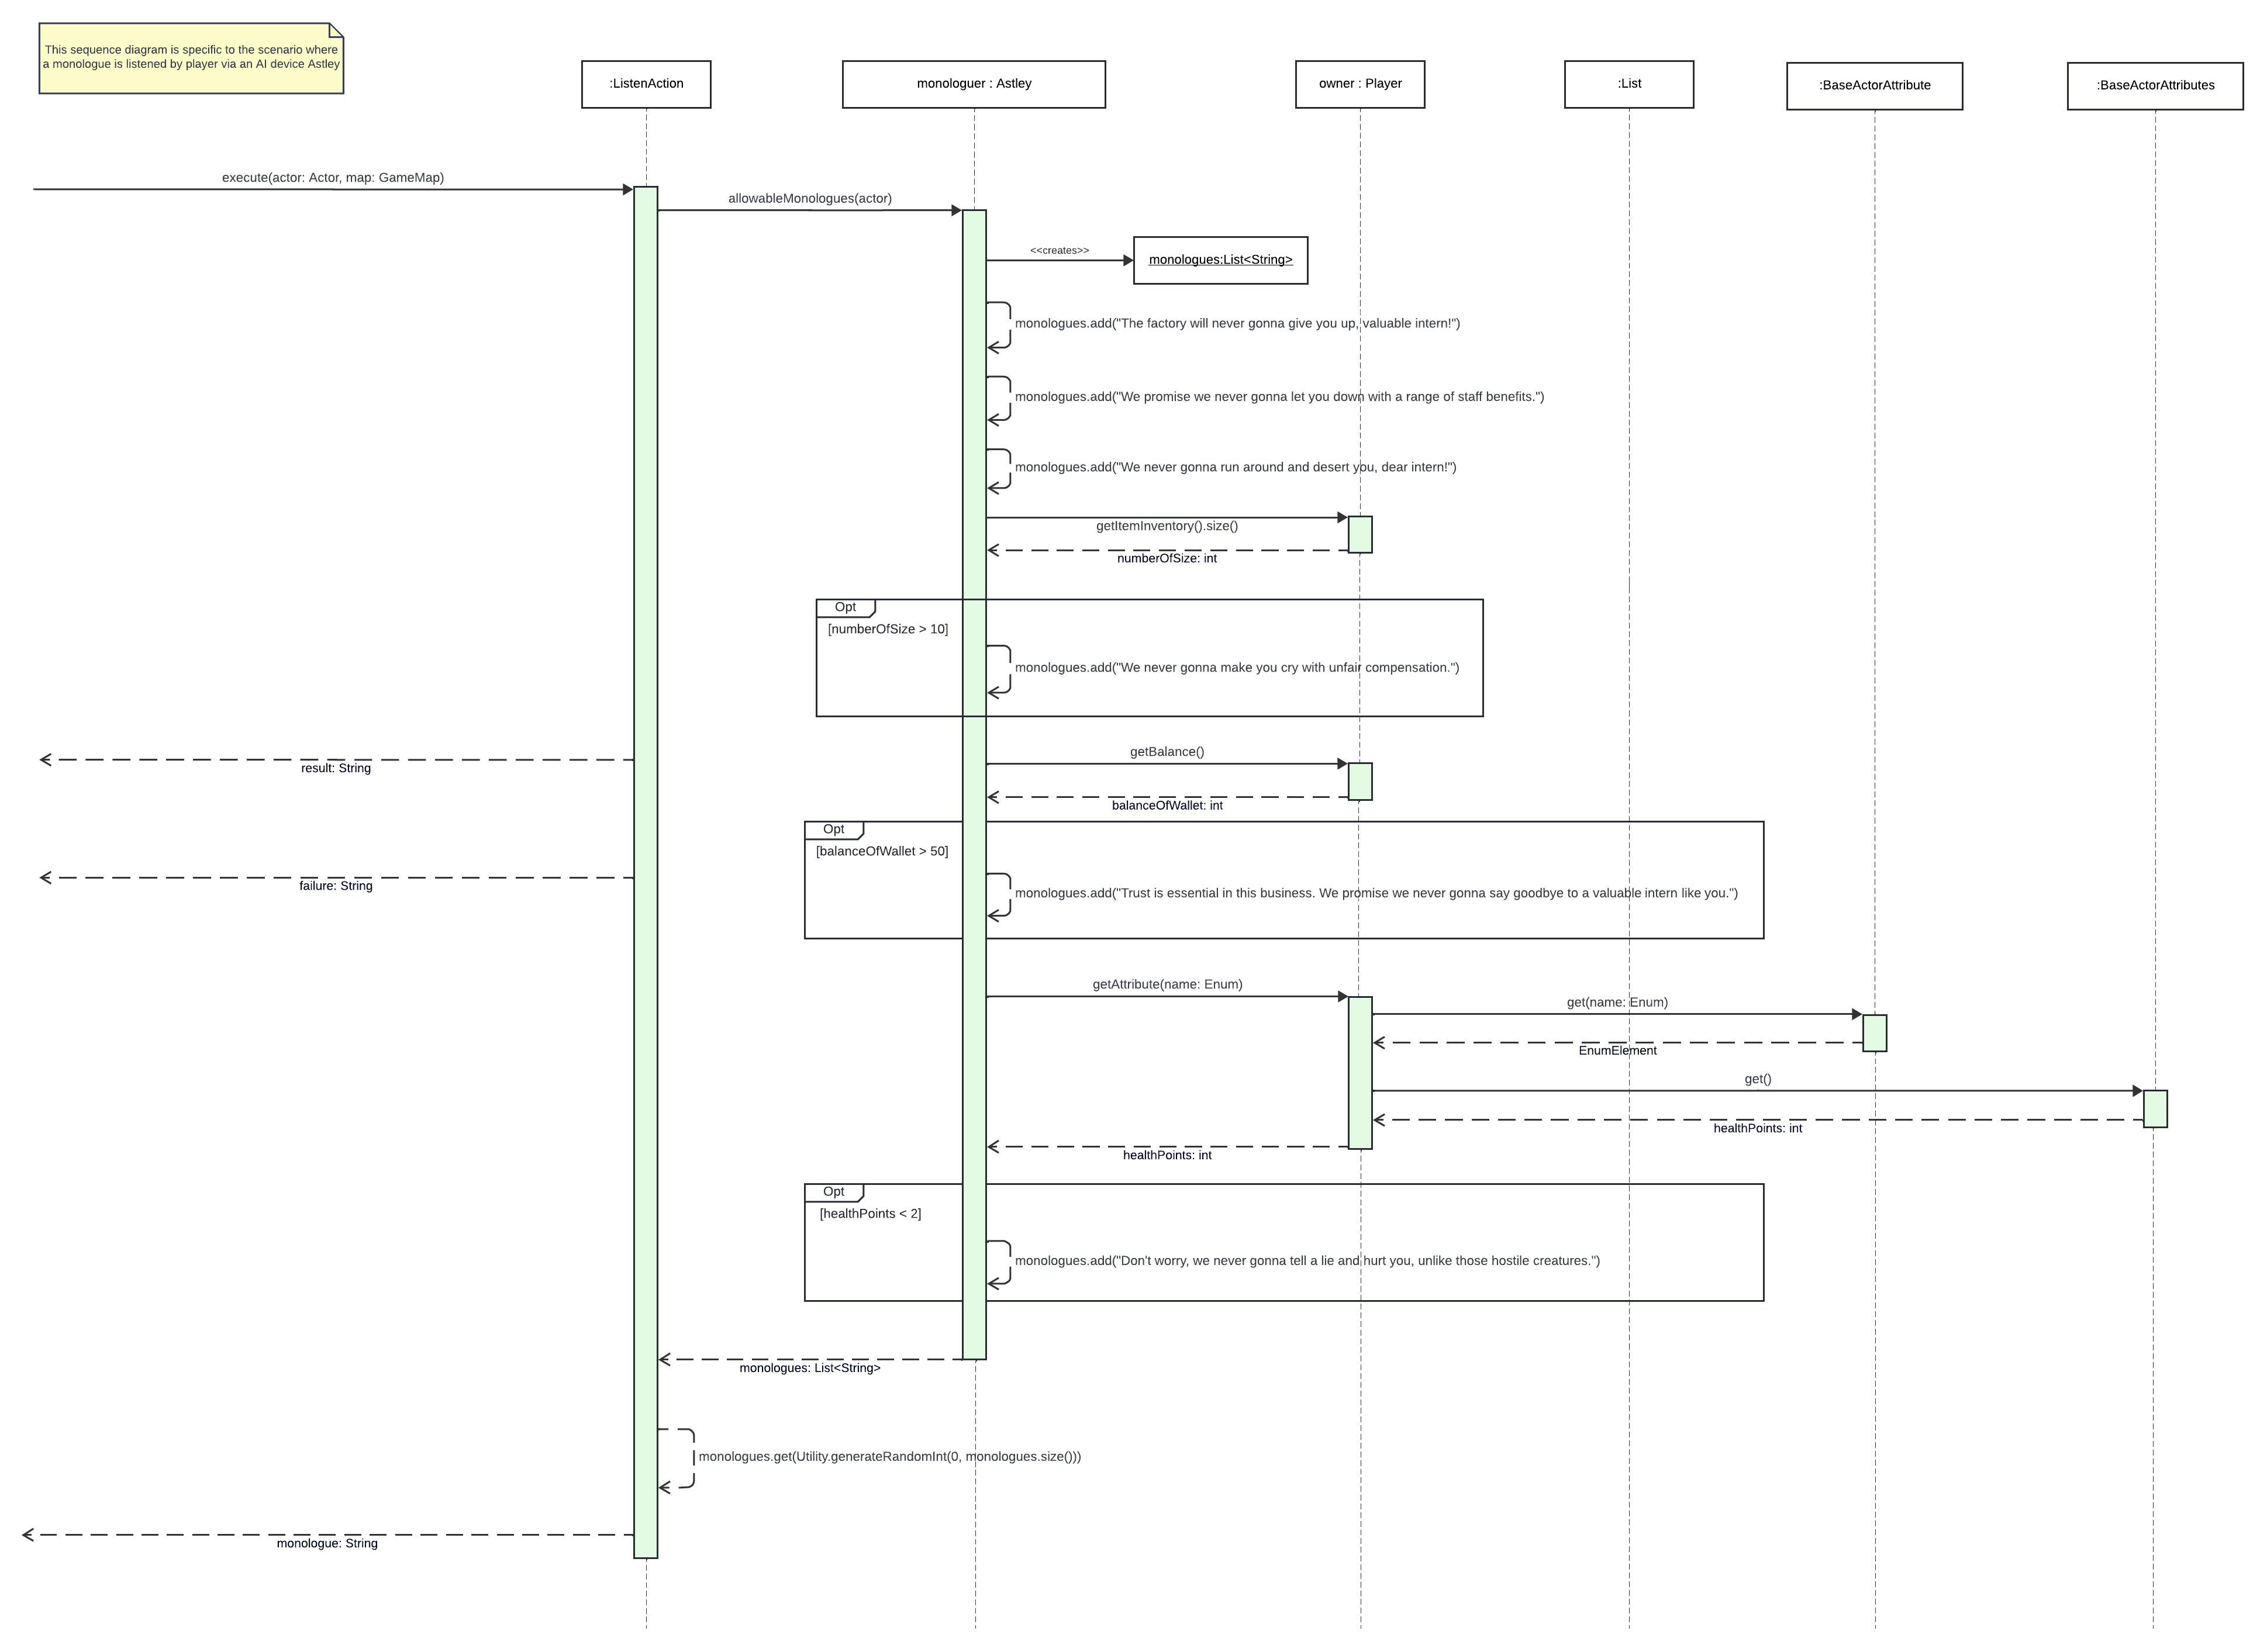 This sequence diagram is specific to the scenario where
a monologue is listened by player via an AI device Astley
:ListenAction
monologuer : Astley
owner : Player
:List
:BaseActorAttribute
:BaseActorAttributes
execute(actor: Actor, map: GameMap)
allowableMonologues(actor)
<<creates>>
monologues:List<String>
monologues.add("The factory will never gonna give you up, valuable intern!")
monologues.add("We promise we never gonna let you down with a range of staff benefits.")
monologues.add("We never gonna run around and desert you, dear intern!")
getItemInventory().size()
numberOfSize: int
Opt
[numberOfSize > 10]
monologues.add("We never gonna make you cry with unfair compensation.")
getBalance()
result: String
balanceOfWallet: int
Opt
[balanceOfWallet > 50]
failure: String
monologues.add("Trust is essential in this business. We promise we never gonna say goodbye to a valuable intern like you.")
getAttribute(name: Enum)
get(name: Enum)
EnumElement
get()
healthPoints: int
healthPoints: int
Opt
[healthPoints < 2]
monologues.add("Don't worry, we never gonna tell a lie and hurt you, unlike those hostile creatures.")
monologues: List<String>
monologues.get(Utility.generateRandomInt(0, monologues.size()))
monologue: String